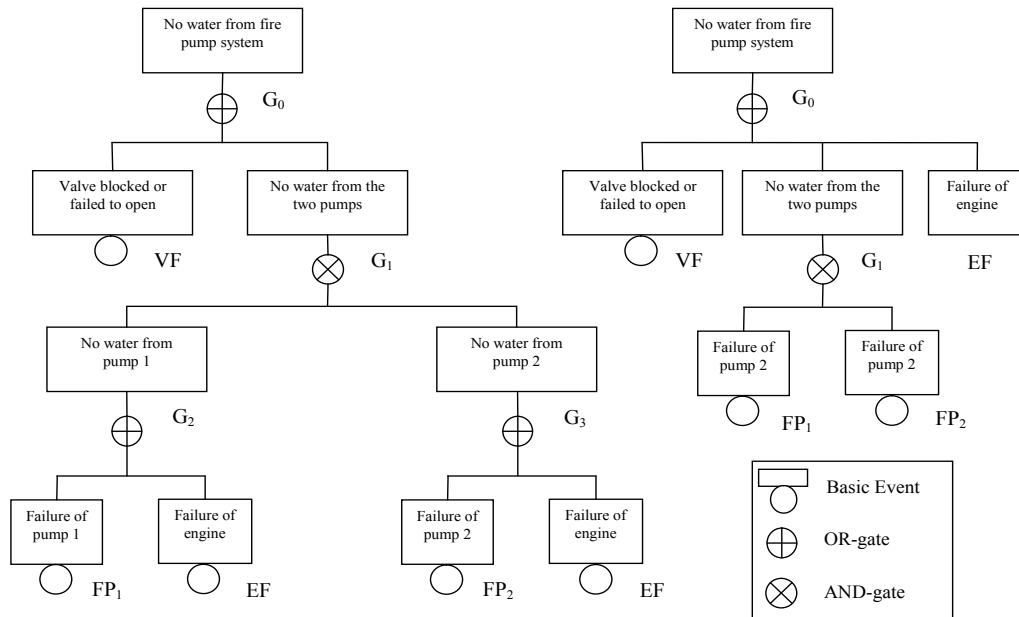 No water from fire
pump system
G₀
Valve blocked or
failed to open
VF
No water from the
two pumps
G₁
No water from
pump 1
G₂
No water from
pump 2
G₃
Failure of
pump 1
FP₁
Failure of
engine
EF
Failure of
pump 2
FP₂
Failure of
engine
EF
No water from fire
pump system
G₀
Valve blocked or
failed to open
VF
No water from the
two pumps
G₁
Failure of
engine
EF
Failure of
pump 2
FP₁
Failure of
pump 2
FP₂
Basic Event
OR-gate
AND-gate